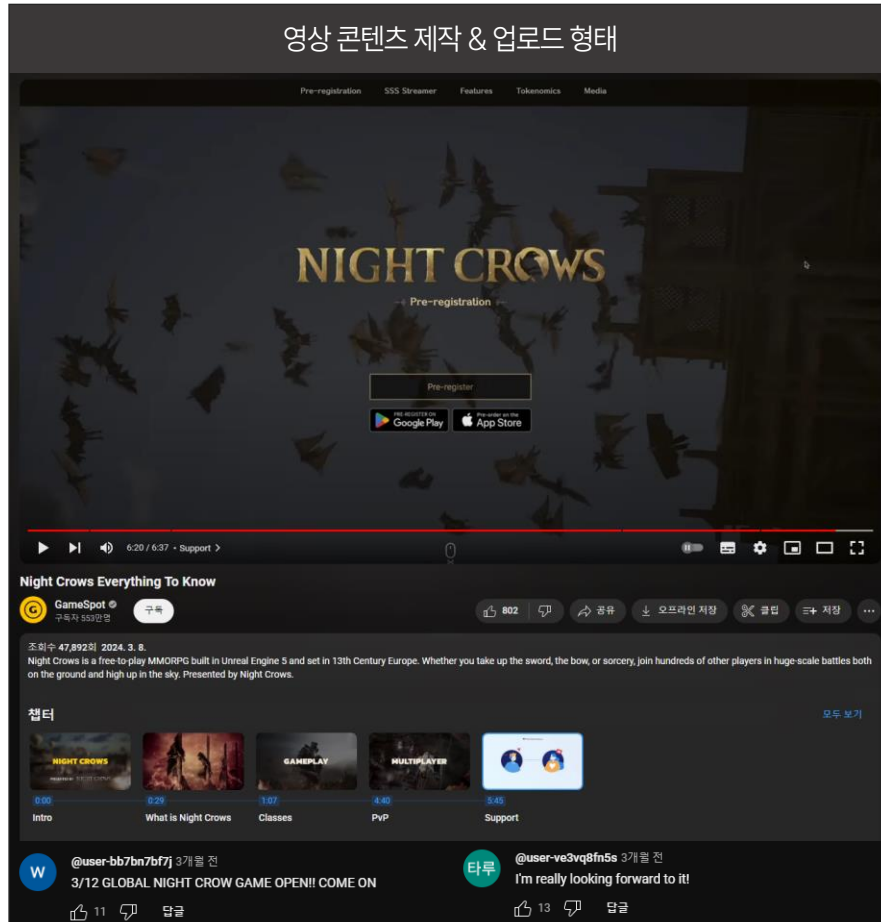 영상 콘텐츠 제작 & 업로드 형태
Pre-registration SSS Streamer Features Tokenomics Media
NIGHT CROWS
Pre-registration
Pre-register
PRE-REGISTER ON
Google Play
Pre-order on the
App Store
6:20 / 6:37 • Support >
Night Crows Everything To Know
GameSpot
구독자 553만명
구독
802
공유
오프라인 저장
클립
저장
조회수 47,892회 2024. 3. 8.
Night Crows is a free-to-play MMORPG built in Unreal Engine 5 and set in 13th Century Europe. Whether you take up the sword, the bow, or sorcery, join hundreds of other players in huge-scale battles both
on the ground and high up in the sky. Presented by Night Crows.
챕터
모두 보기
NIGHT CROWS
GAMEPLAY
MULTIPLAYER
0:00 0:29 1:07 4:40 5:45
Intro What is Night Crows Classes PvP Support
W
@user-bb7bn7bf7j 3개월 전
3/12 GLOBAL NIGHT CROW GAME OPEN!! COME ON
11 답글
타루
@user-ve3vq8fn5s 3개월 전
I'm really looking forward to it!
13 답글